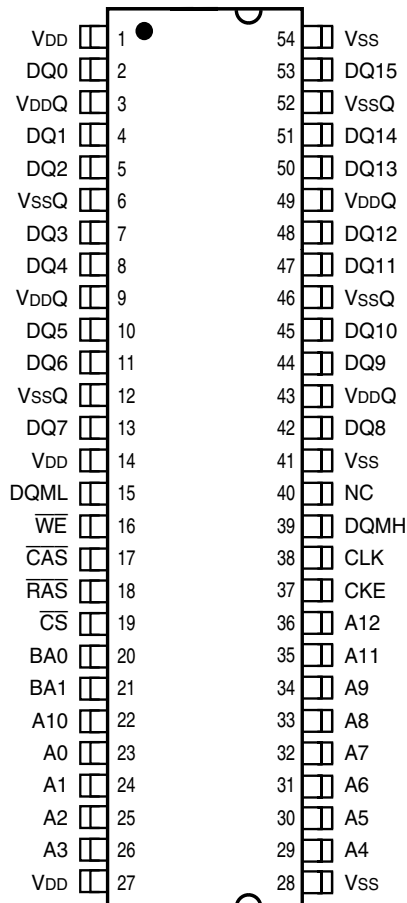 VDD 1 54 VSS
DQ0 2 53 DQ15
VDDQ 3 52 VSSQ
DQ1 4 51 DQ14
DQ2 5 50 DQ13
VSSQ 6 49 VDDQ
DQ3 7 48 DQ12
DQ4 8 47 DQ11
VDDQ 9 46 VSSQ
DQ5 10 45 DQ10
DQ6 11 44 DQ9
VSSQ 12 43 VDDQ
DQ7 13 42 DQ8
VDD 14 41 VSS
DQML 15 40 NC
W̅E̅ 16 39 DQMH
C̅A̅S̅ 17 38 CLK
R̅A̅S̅ 18 37 CKE
C̅S̅ 19 36 A12
BA0 20 35 A11
BA1 21 34 A9
A10 22 33 A8
A0 23 32 A7
A1 24 31 A6
A2 25 30 A5
A3 26 29 A4
VDD 27 28 VSS